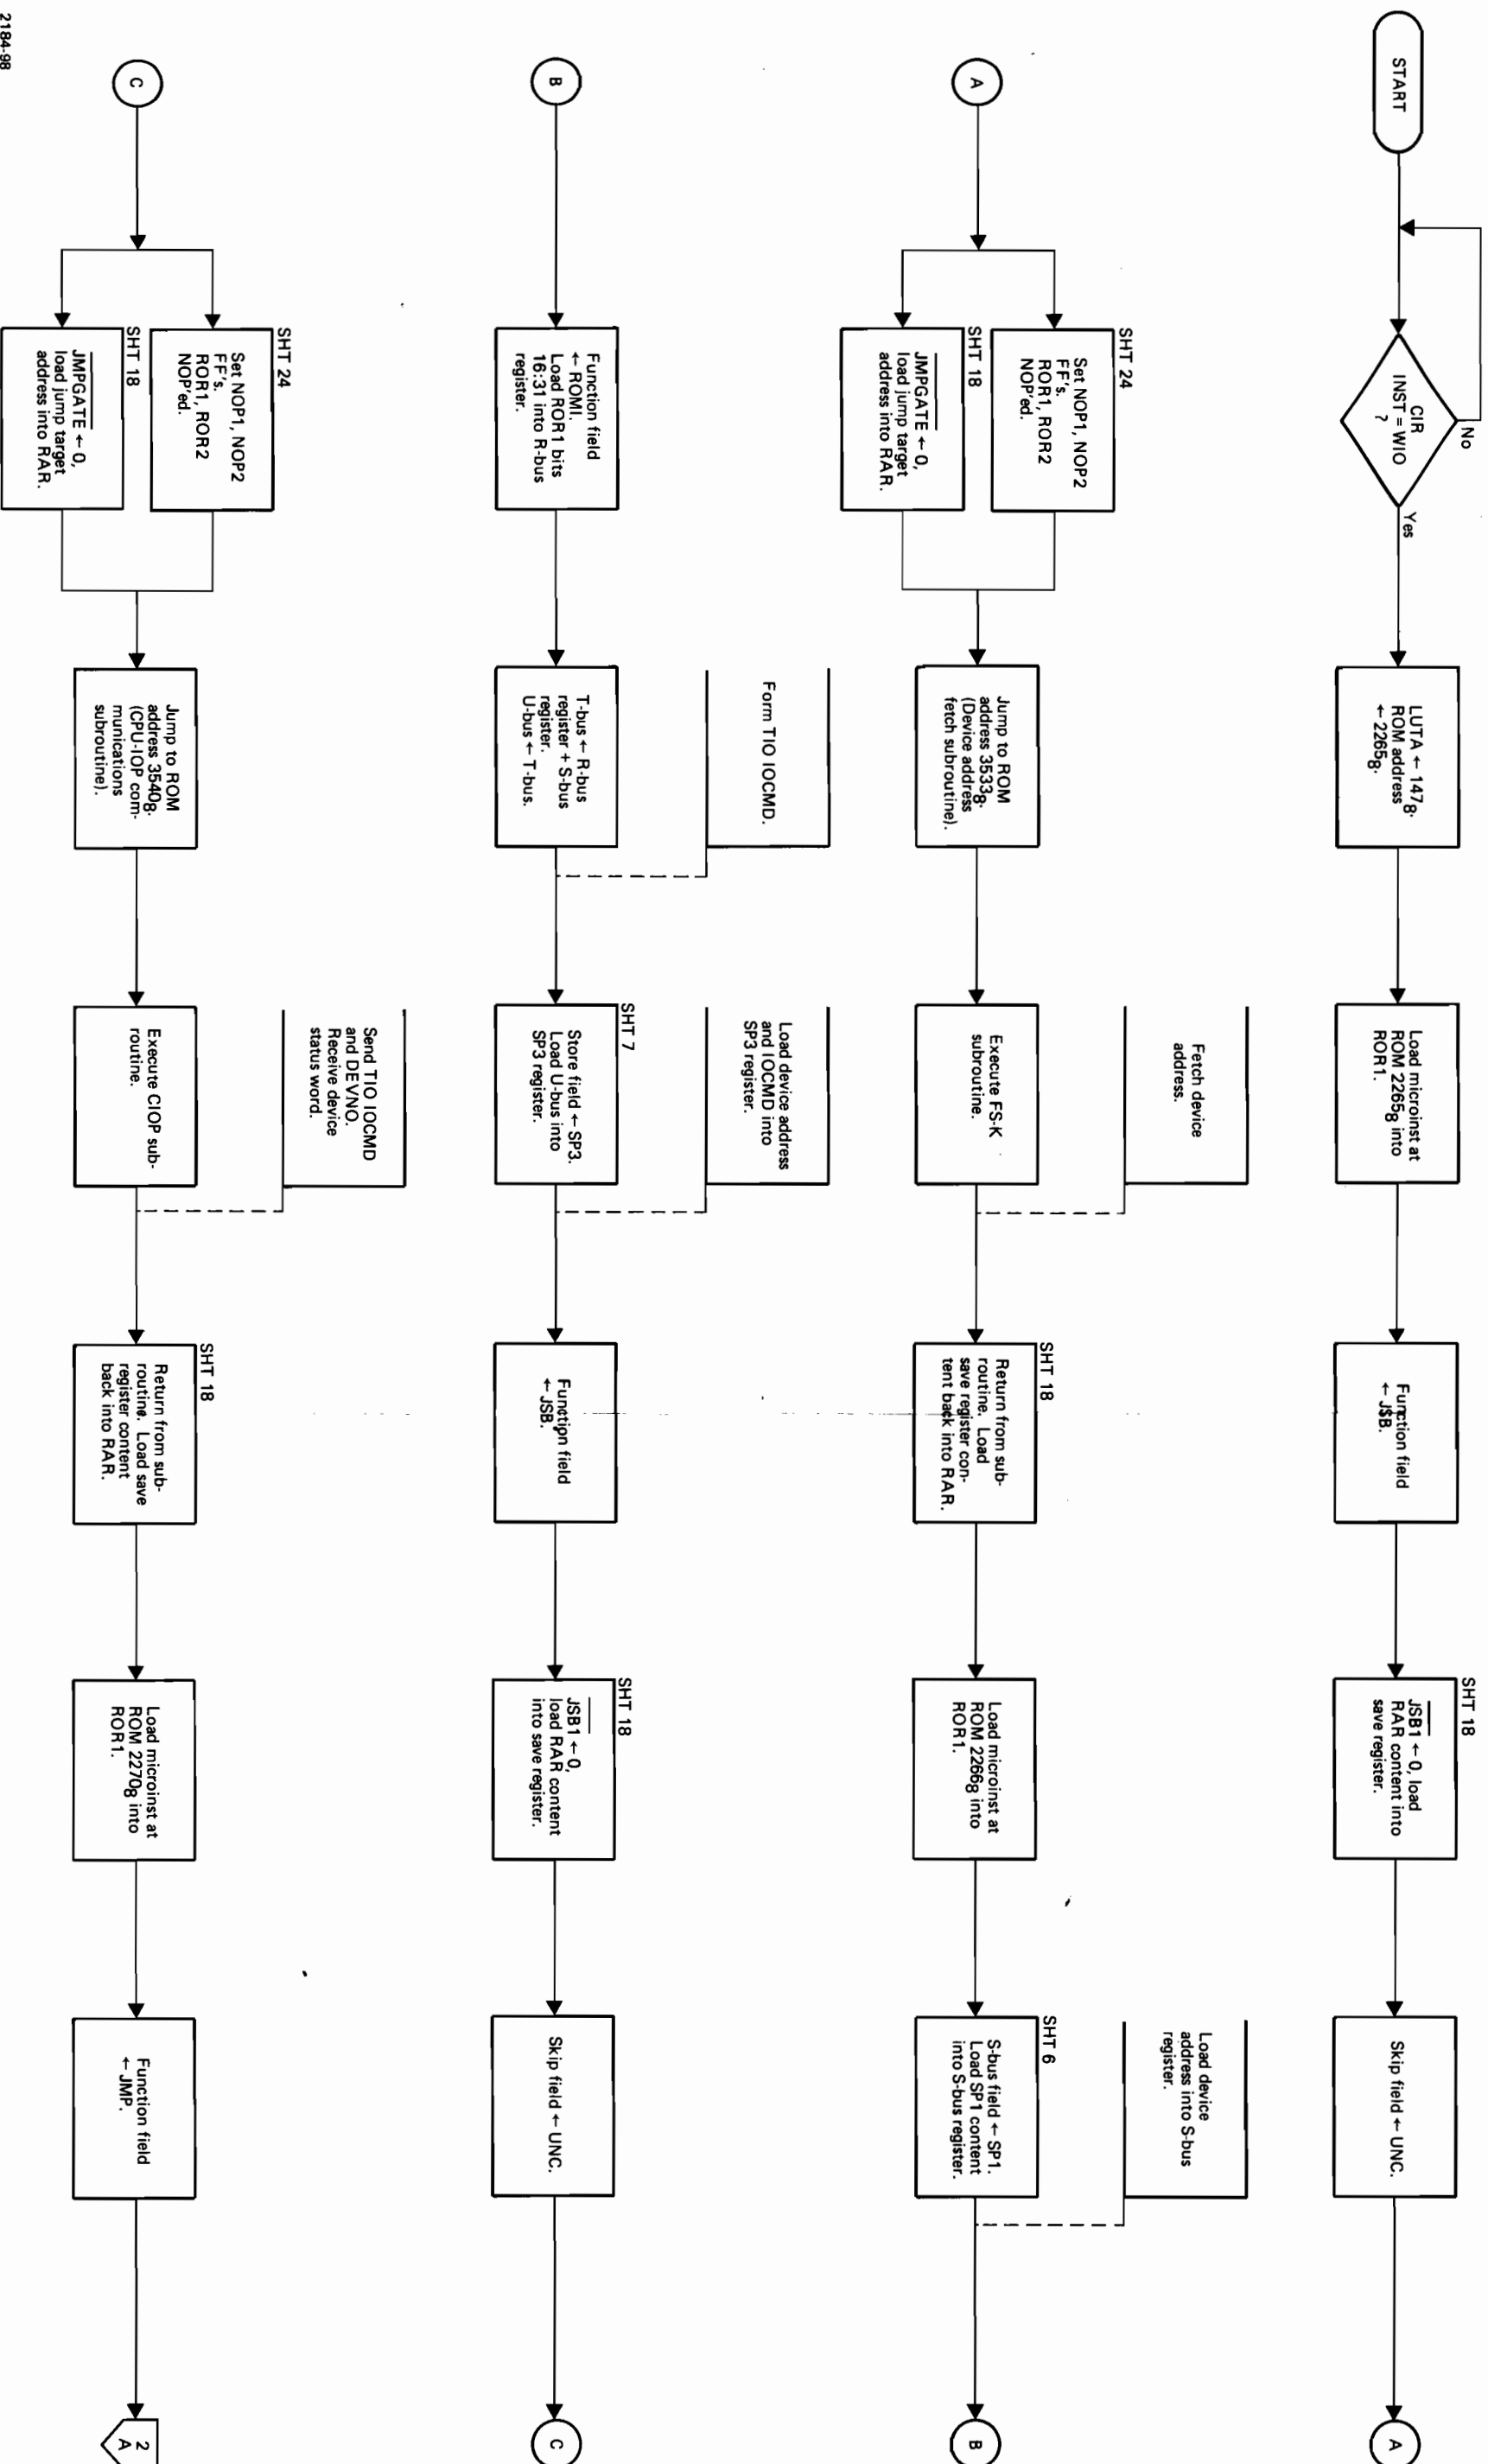 START
CIR
INST = WIO
?
No
Yes
LUTA ← 147₈.
ROM address
← 2265₈.
Load microinst at
ROM 2265₈ into
ROR1.
Function field
← JSB.
SHT 18
JSB1 ← 0, load
RAR content into
save register.
Skip field ← UNC.
A
A
SHT 24
Set NOP1, NOP2
FF's.
ROR1, ROR2
NOP'ed.
SHT 18
JMPGATE ← 0,
load jump target
address into RAR.
Jump to ROM
address 3533₈.
(Device address
fetch subroutine).
Fetch device
address.
Execute FS-K
subroutine.
SHT 18
Return from sub-
routine. Load
save register con-
tent back into RAR.
Load microinst at
ROM 2266₈ into
ROR1.
Load device
address into S-bus
register.
SHT 6
S-bus field ← SP1.
Load SP1 content
into S-bus register.
B
B
Function field
← ROMI.
Load ROR1 bits
16:31 into R-bus
register.
Form TIO IOCMD.
T-bus ← R-bus
register + S-bus
register.
U-bus ← T-bus.
Load device address
and IOCMD into
SP3 register.
SHT 7
Store field ← SP3.
Load U-bus into
SP3 register.
Function field
← JSB.
SHT 18
JSB1 ← 0,
load RAR content
into save register.
Skip field ← UNC.
C
C
SHT 24
Set NOP1, NOP2
FF's.
ROR1, ROR2
NOP'ed.
SHT 18
JMPGATE ← 0,
load jump target
address into RAR.
Jump to ROM
address 3540₈.
(CPU-IOP com-
munications
subroutine).
Send TIO IOCMD
and DEVNO.
Receive device
status word.
Execute CIOP sub-
routine.
SHT 18
Return from sub-
routine. Load save
register content
back into RAR.
Load microinst at
ROM 2270₈ into
ROR1.
Function field
← JMP.
2
A
2184-98